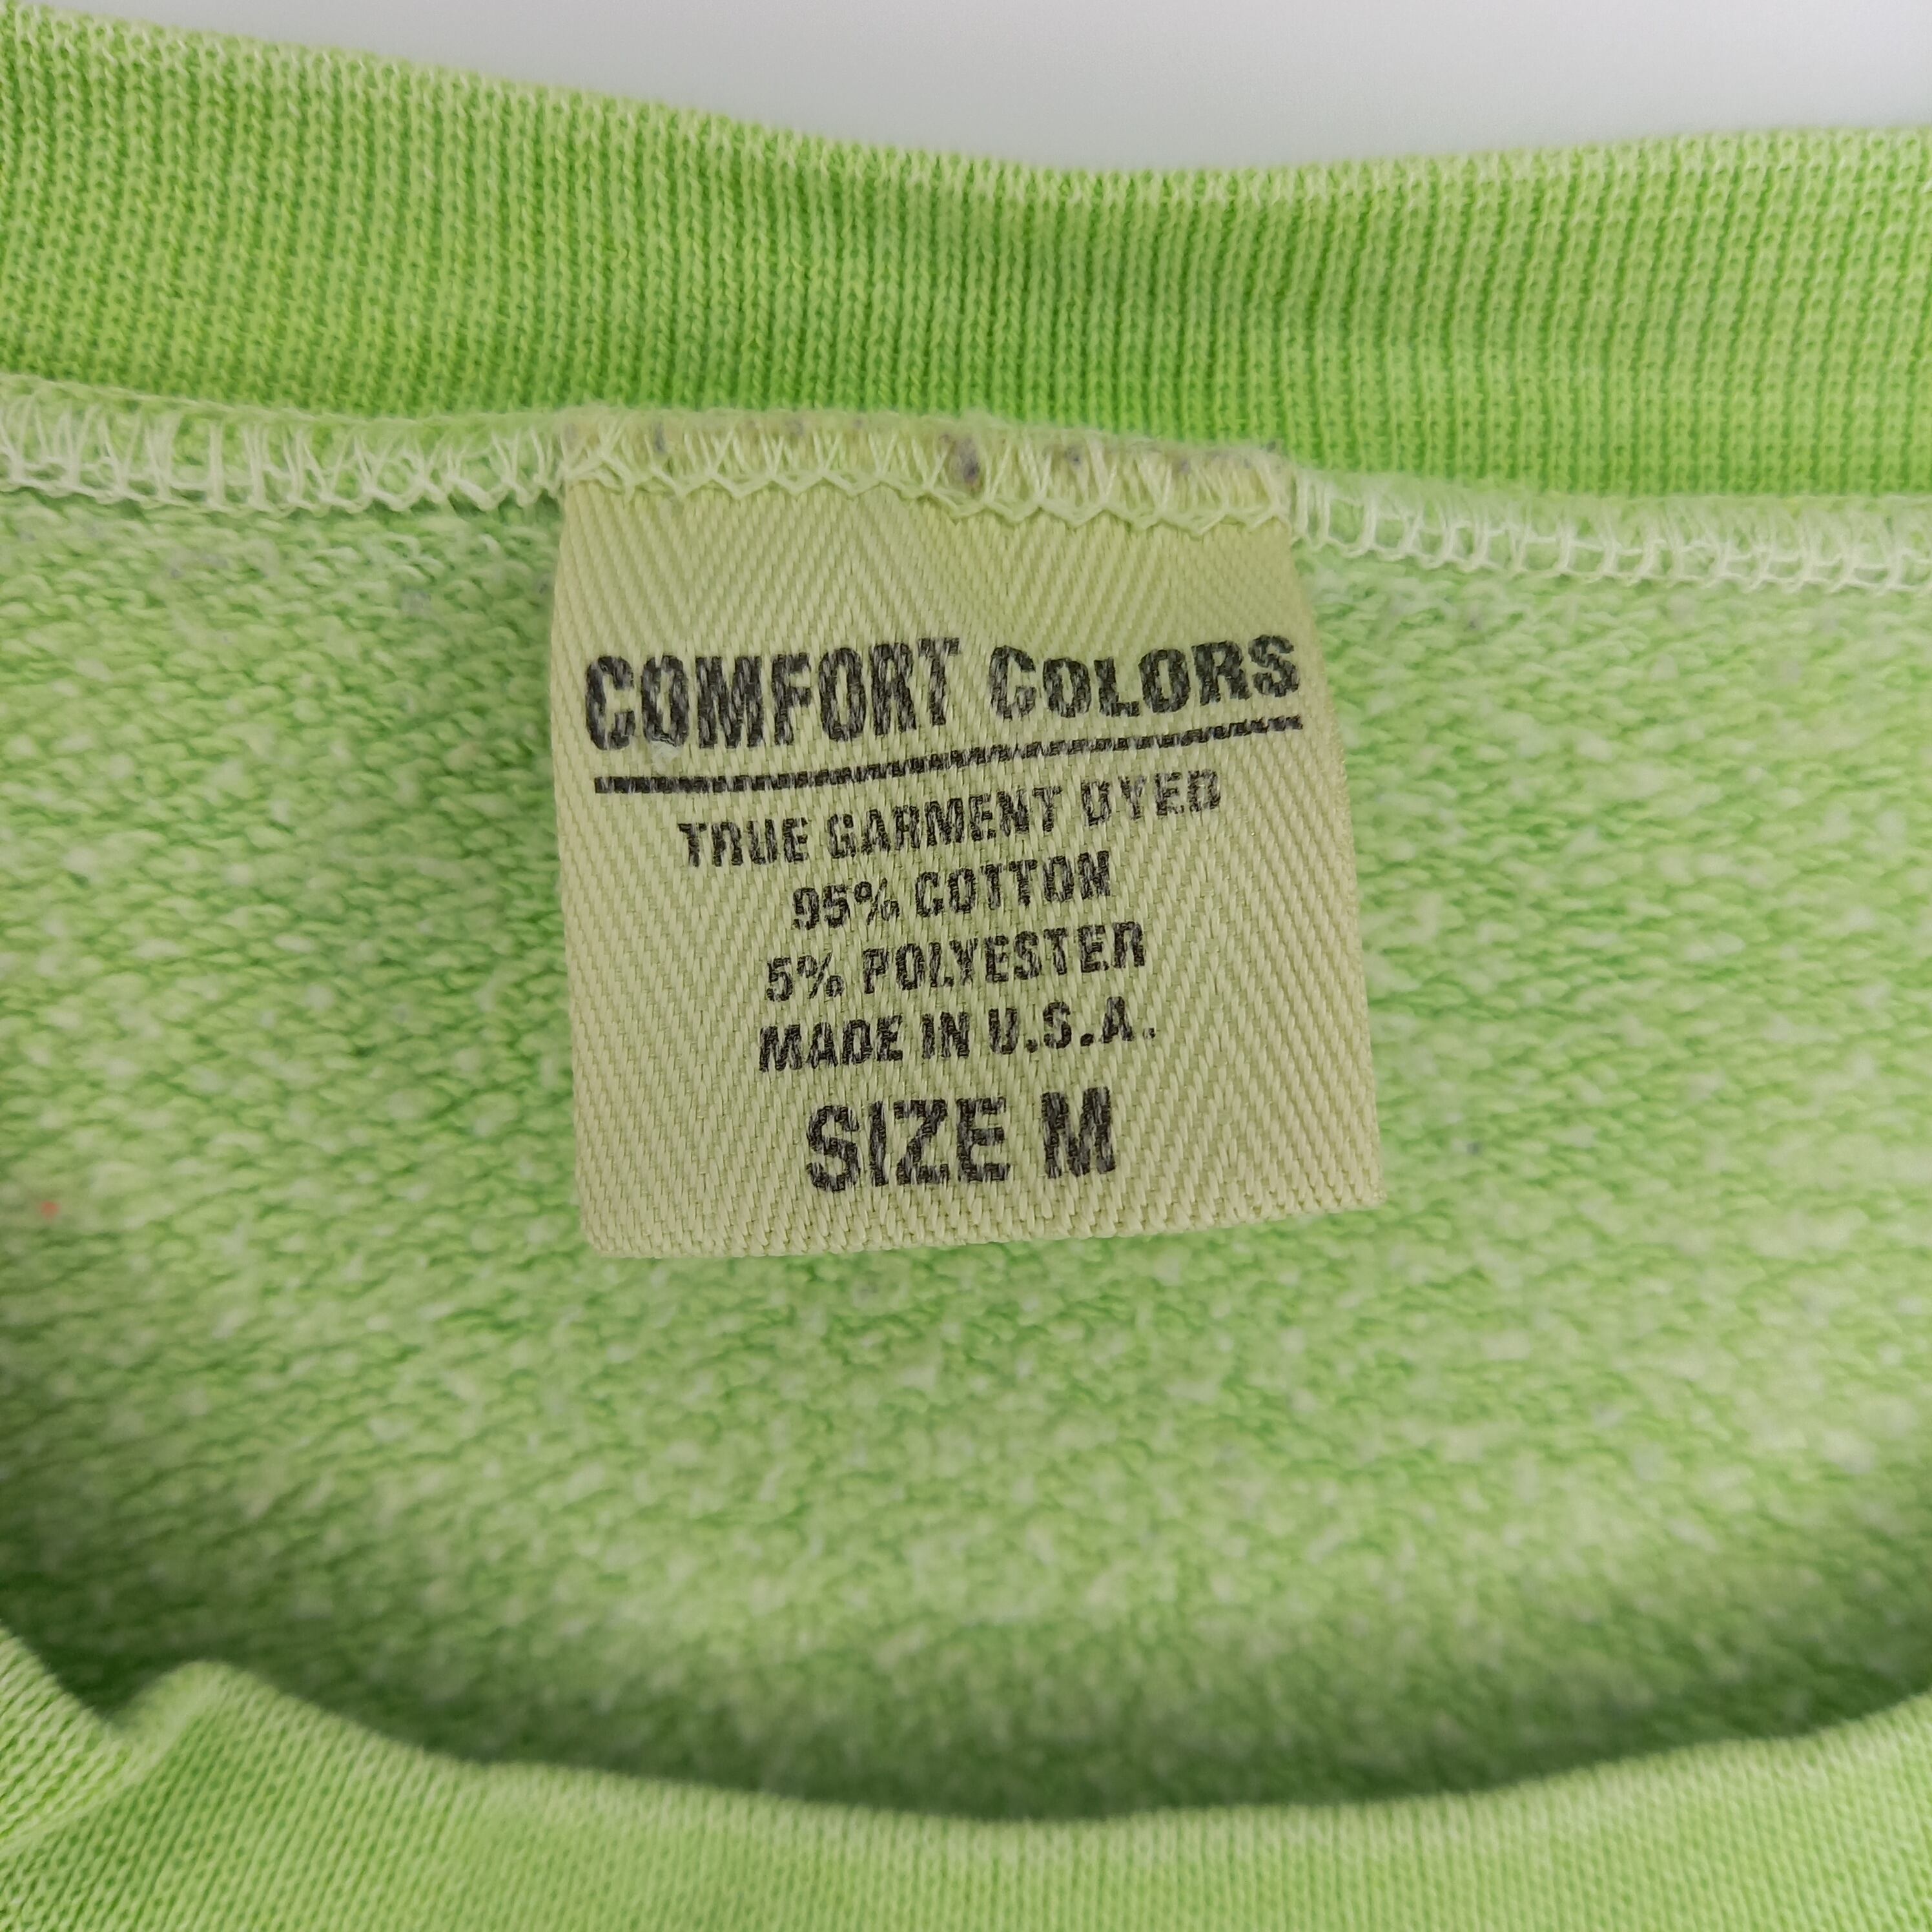 COMFORT COLORS
TRUE GARMENT DYED
95% COTTON
5% POLYESTER
MADE IN U.S.A.
SIZE M